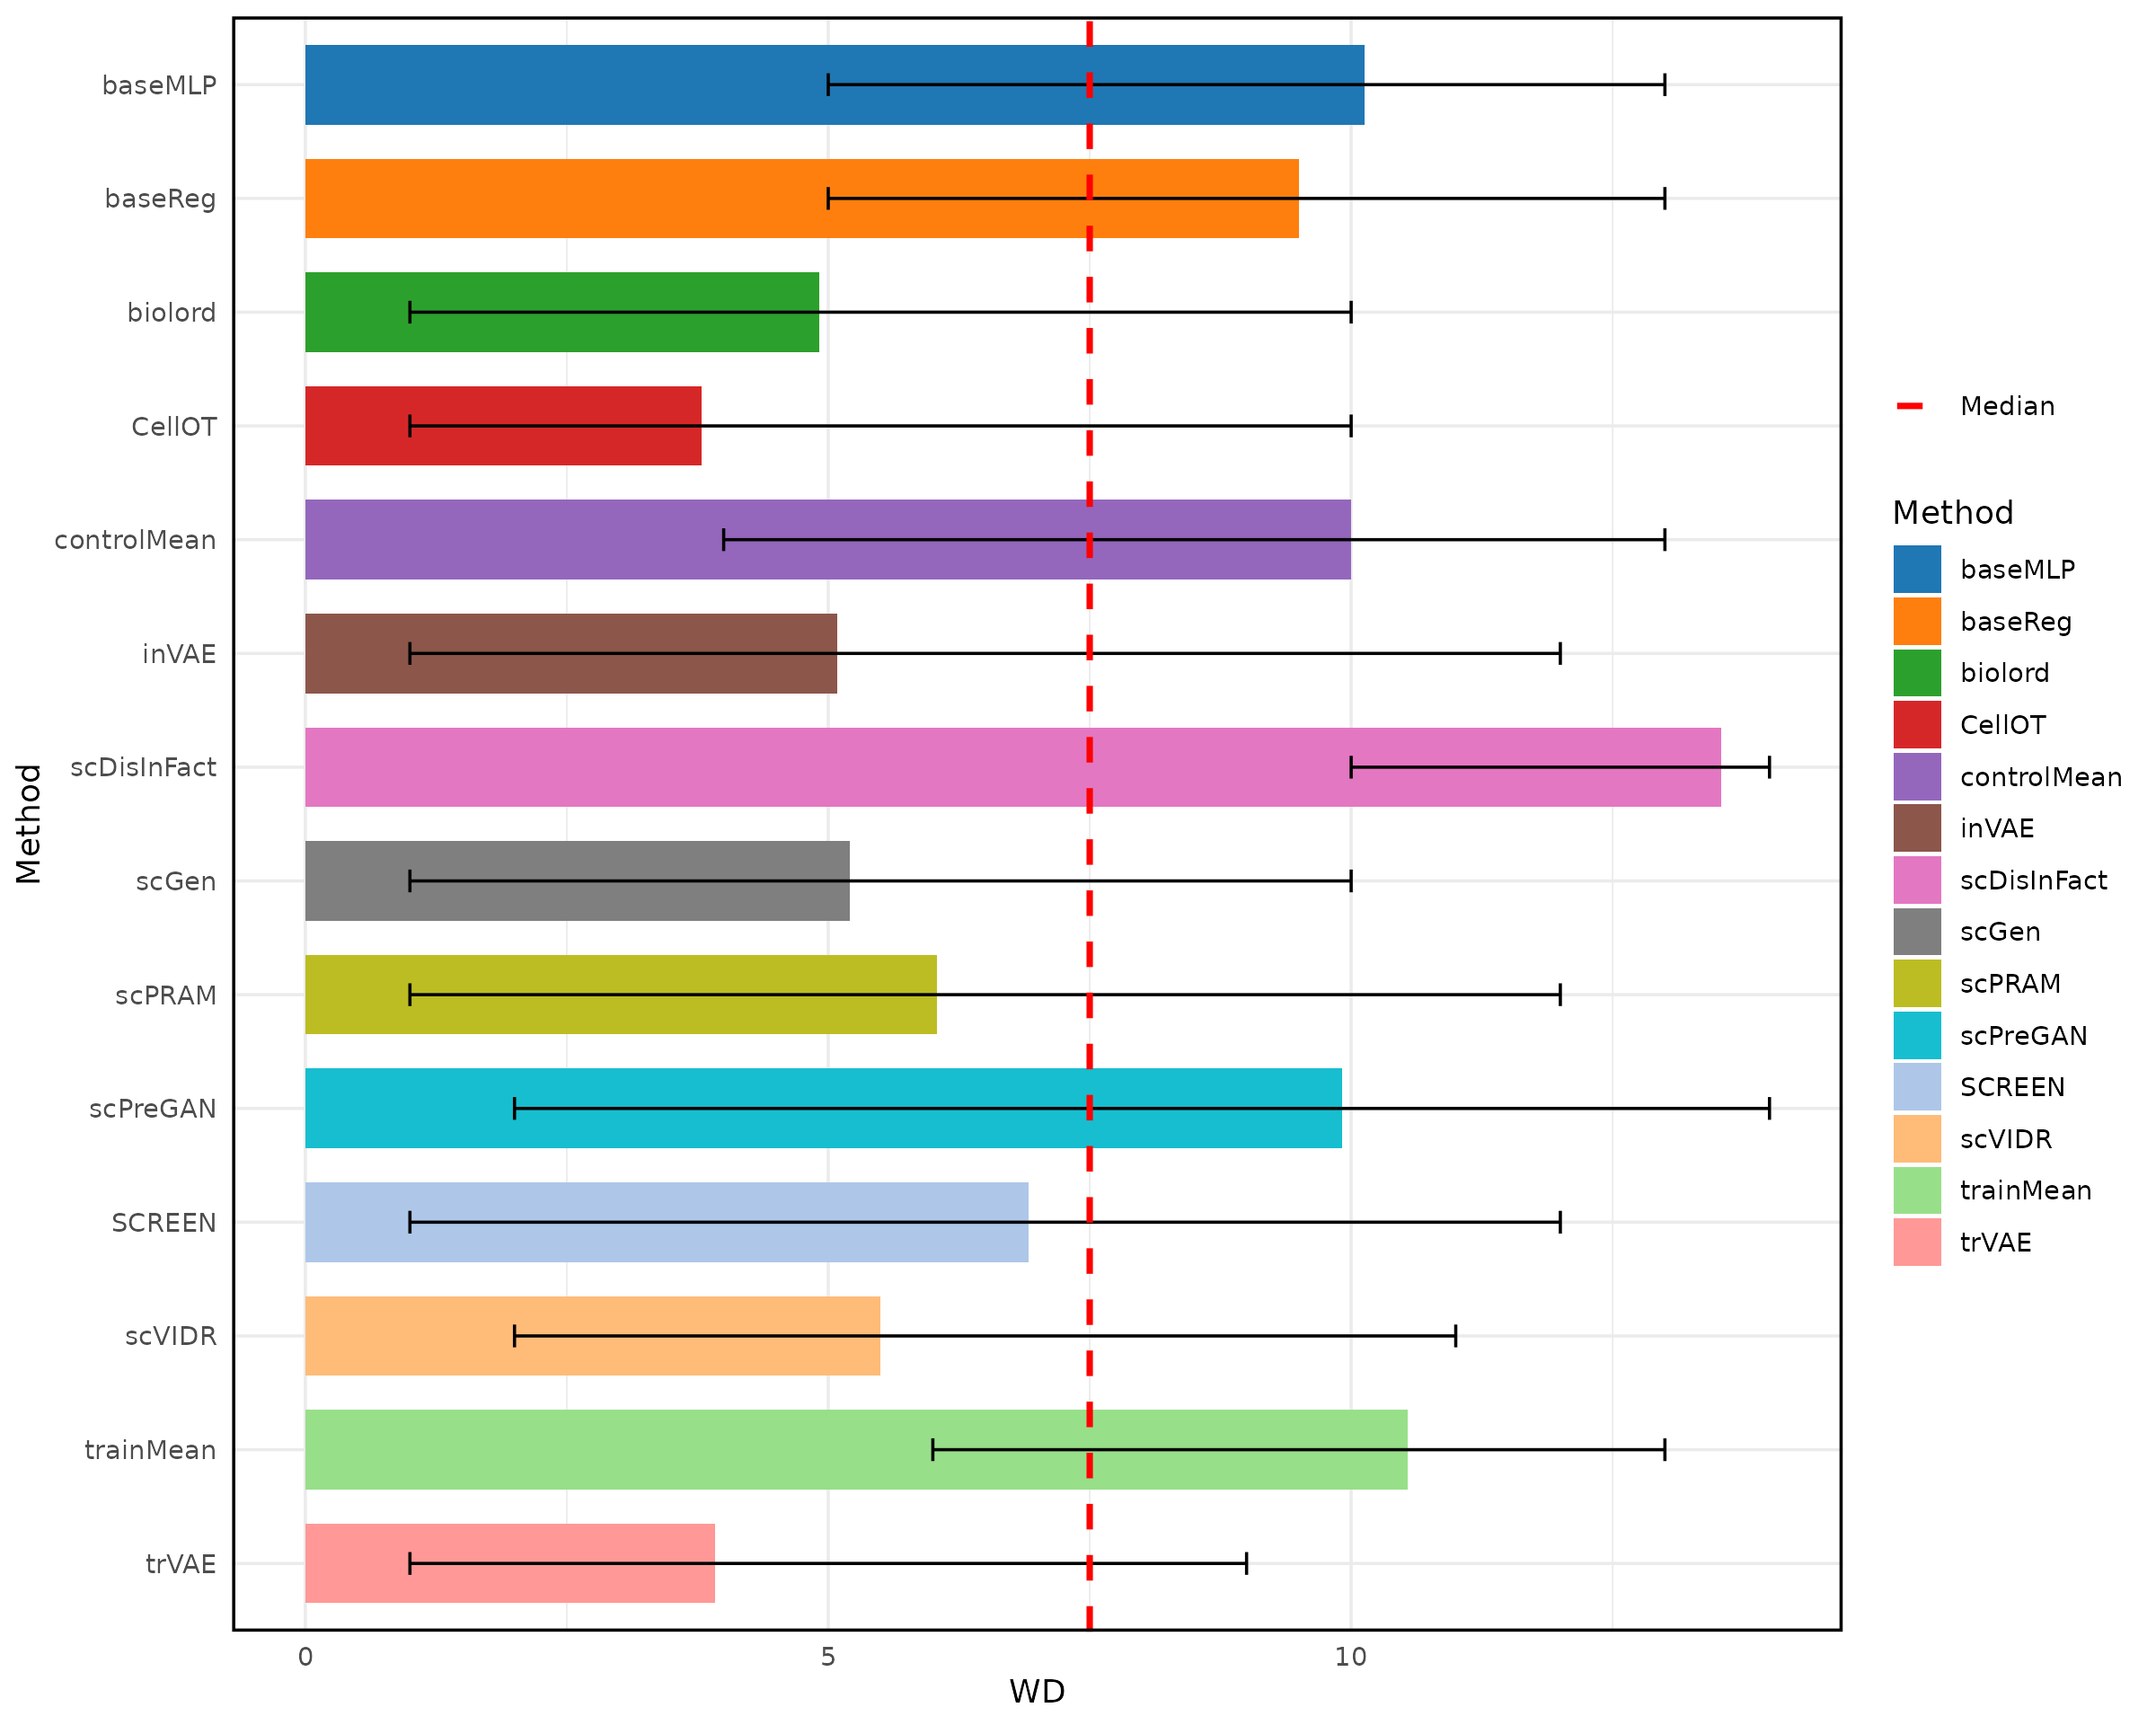 Method
baseMLP
baseReg
biolord
CellOT
controlMean
inVAE
scDisInFact
scGen
scPRAM
scPreGAN
SCREEN
scVIDR
trainMean
trVAE
0 5 10
WD
Median
Method
baseMLP
baseReg
biolord
CellOT
controlMean
inVAE
scDisInFact
scGen
scPRAM
scPreGAN
SCREEN
scVIDR
trainMean
trVAE